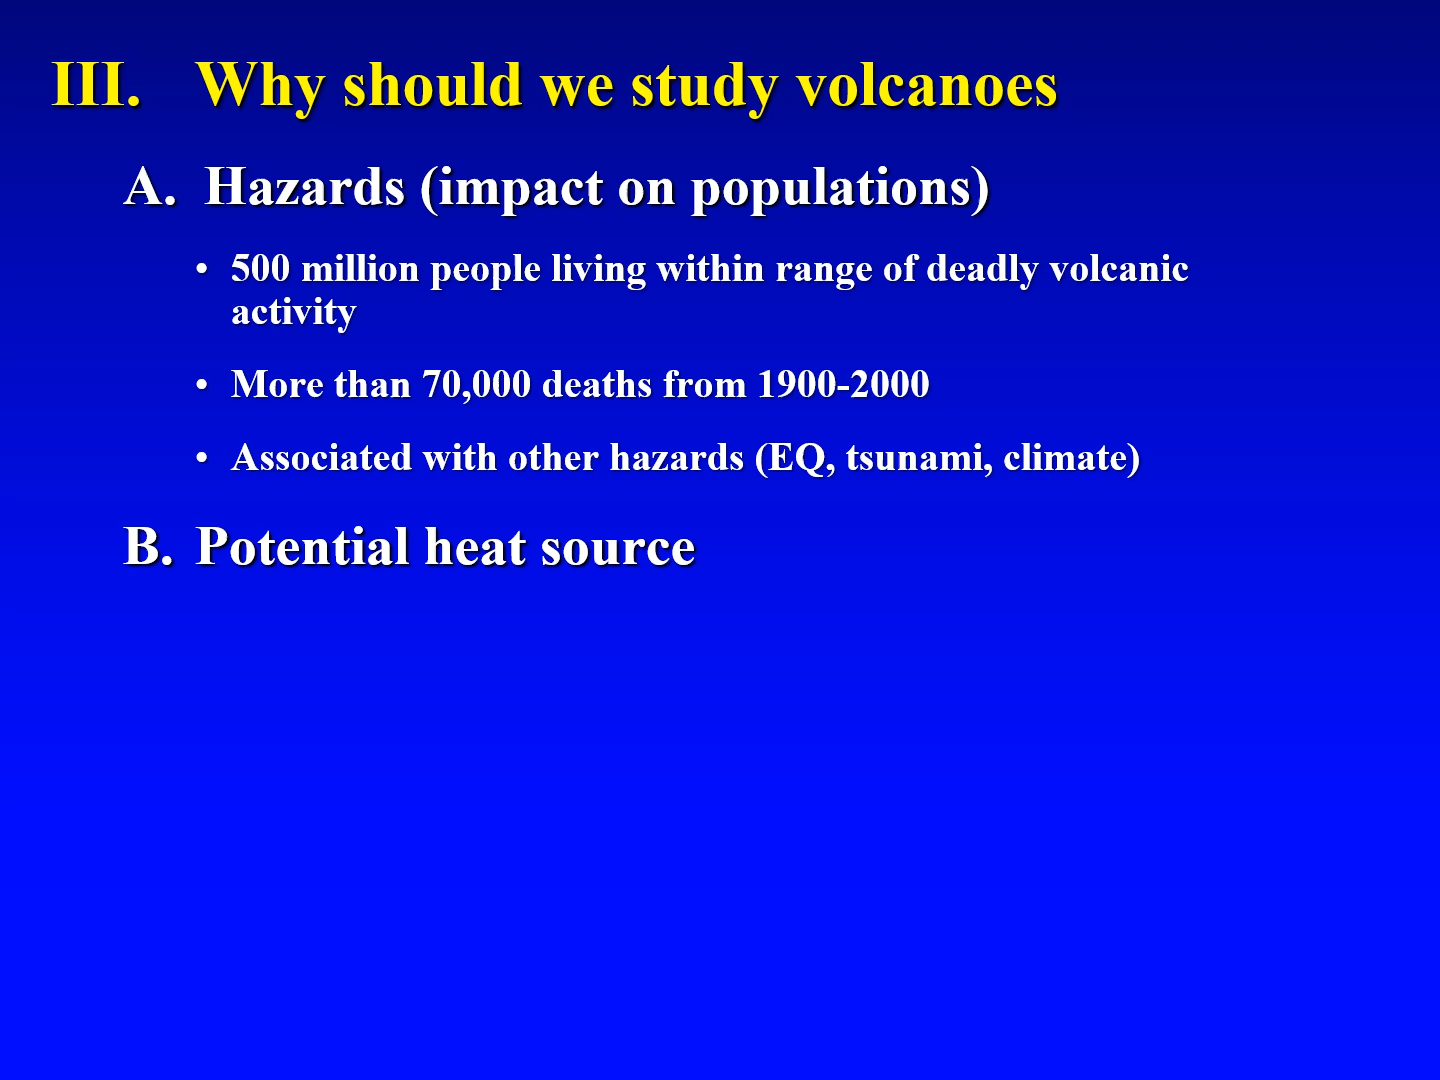 III. Why should we study volcanoes
A. Hazards (impact on populations)
• 500 million people living within range of deadly volcanic
activity
• More than 70,000 deaths from 1900-2000
• Associated with other hazards (EQ, tsunami, climate)
B. Potential heat source